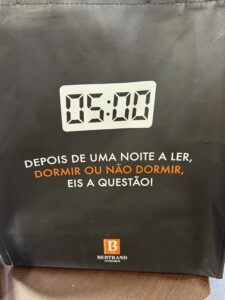 05:00
DEPOIS DE UMA NOITE A LER,
DORMIR OU NÃO DORMIR,
EIS A QUESTÃO!
B
BERTRAND
LIVREIROS